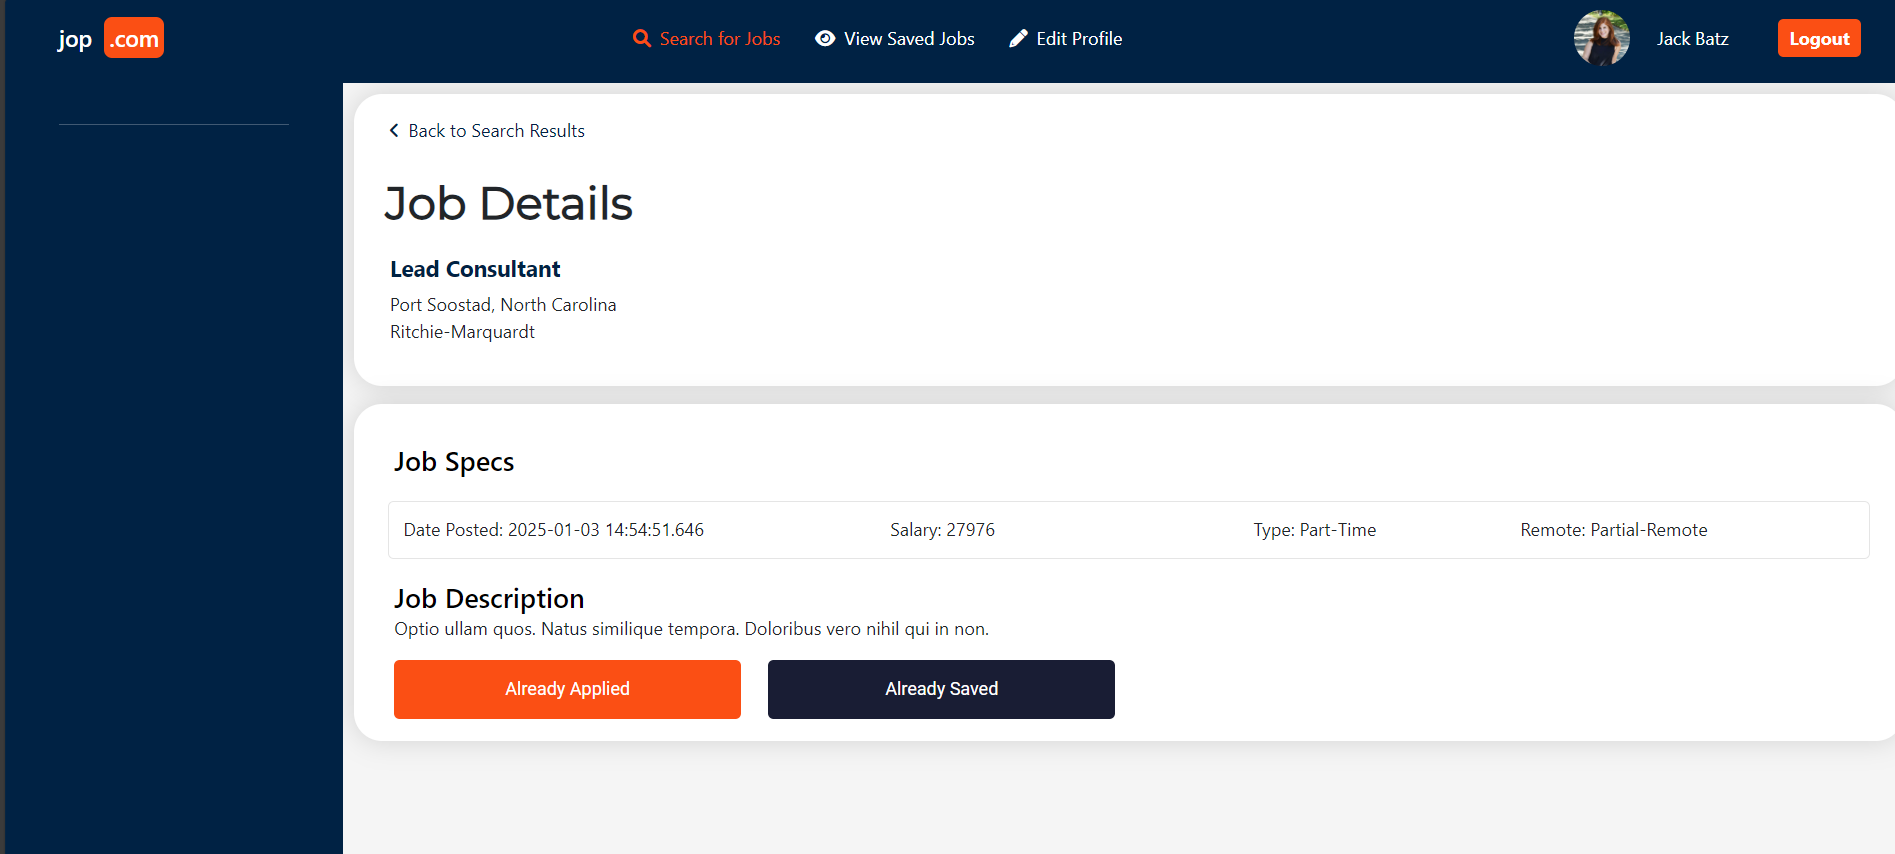 jop .com
Search for Jobs
View Saved Jobs
Edit Profile
Jack Batz
Logout
Back to Search Results
Job Details
Lead Consultant
Port Soostad, North Carolina
Ritchie-Marquardt
Job Specs
Date Posted: 2025-01-03 14:54:51.646
Salary: 27976
Type: Part-Time
Remote: Partial-Remote
Job Description
Optio ullam quos. Natus similique tempora. Doloribus vero nihil qui in non.
Already Applied
Already Saved